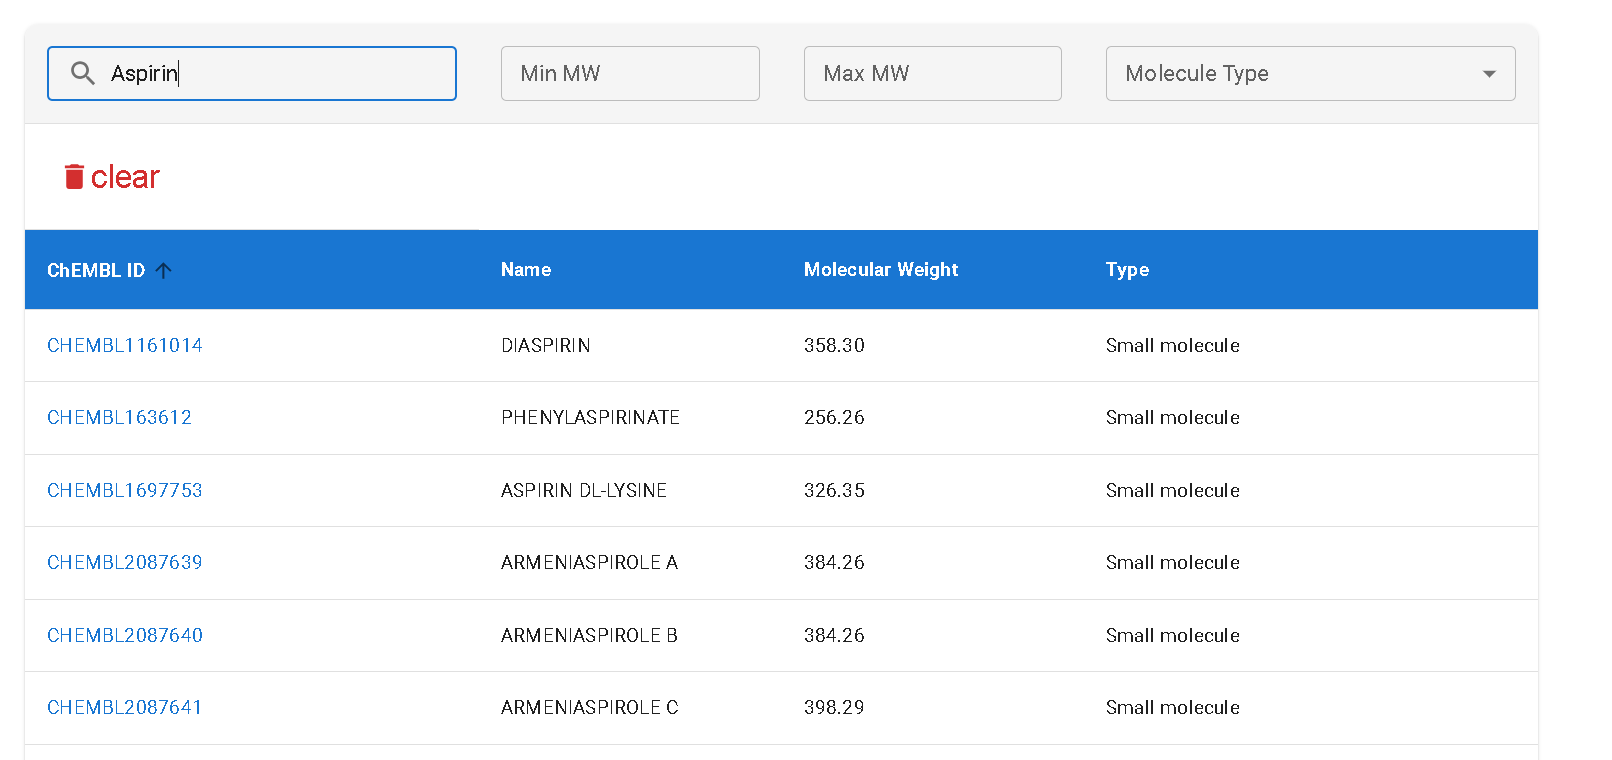 Aspirin Min MW Max MW Molecule Type
clear
ChEMBL ID Name Molecular Weight Type
CHEMBL1161014 DIASPIRIN 358.30 Small molecule
CHEMBL163612 PHENYLASPIRINATE 256.26 Small molecule
CHEMBL1697753 ASPIRIN DL-LYSINE 326.35 Small molecule
CHEMBL2087639 ARMENIASPIROLE A 384.26 Small molecule
CHEMBL2087640 ARMENIASPIROLE B 384.26 Small molecule
CHEMBL2087641 ARMENIASPIROLE C 398.29 Small molecule